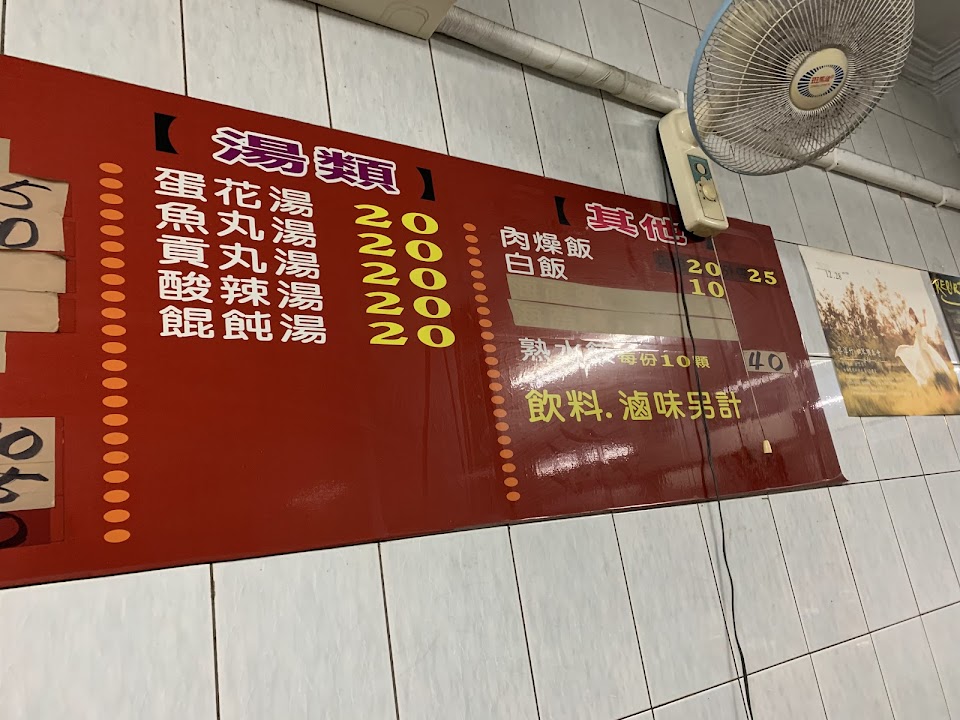 【湯類】
蛋花湯 20
魚丸湯 20
貢丸湯 20
酸辣湯 20
餛飩湯 20
【其他
肉燥飯 20 25
白飯 10
熟水餃 每份10顆 40
飲料.滷味另計